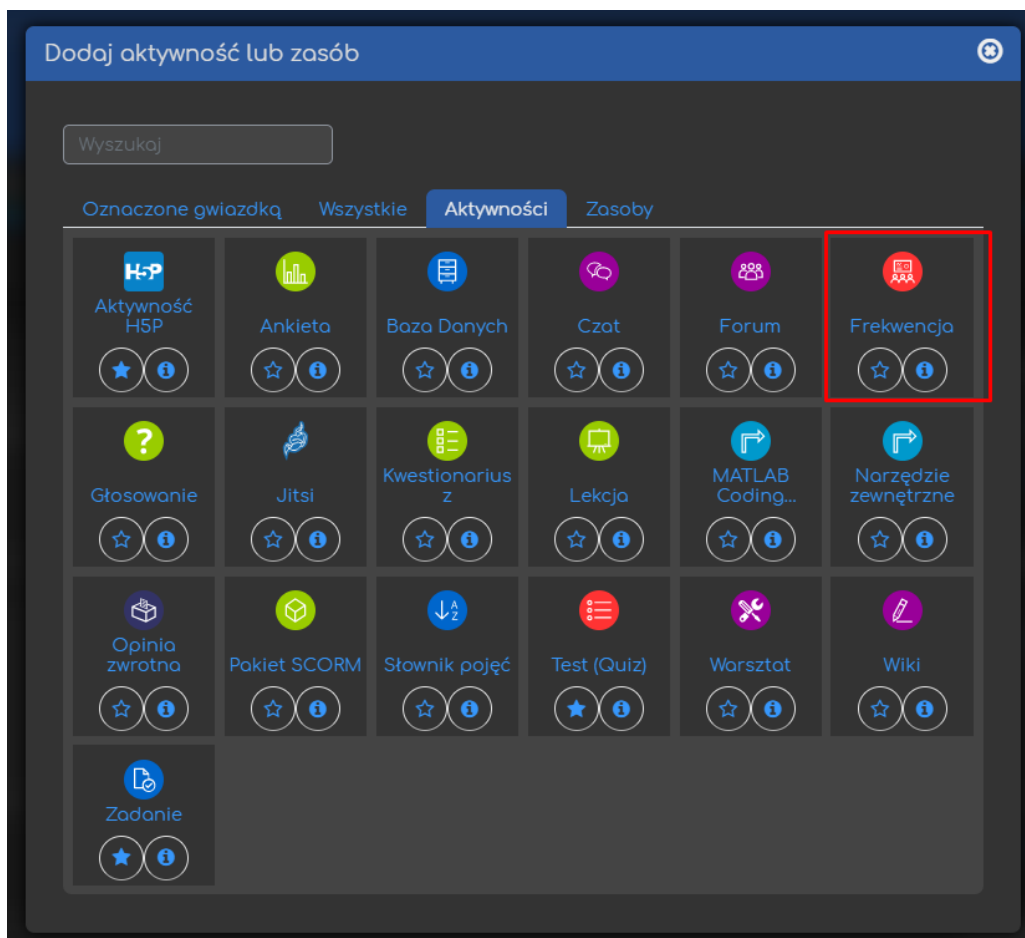 Dodaj aktywność lub zasób
Wyszukaj
Oznaczone gwiazdką Wszystkie Aktywności Zasoby
H5P
Aktywność
H5P
Ankieta
Baza Danych
Czat
Forum
Frekwencja
?
Głosowanie
Jitsi
Kwestionarius
z
Lekcja
MATLAB
Coding...
Narzędzie
zewnętrzne
Opinia
zwrotna
Pakiet SCORM
A
Z
Słownik pojęć
Test (Quiz)
Warsztat
Wiki
Zadanie